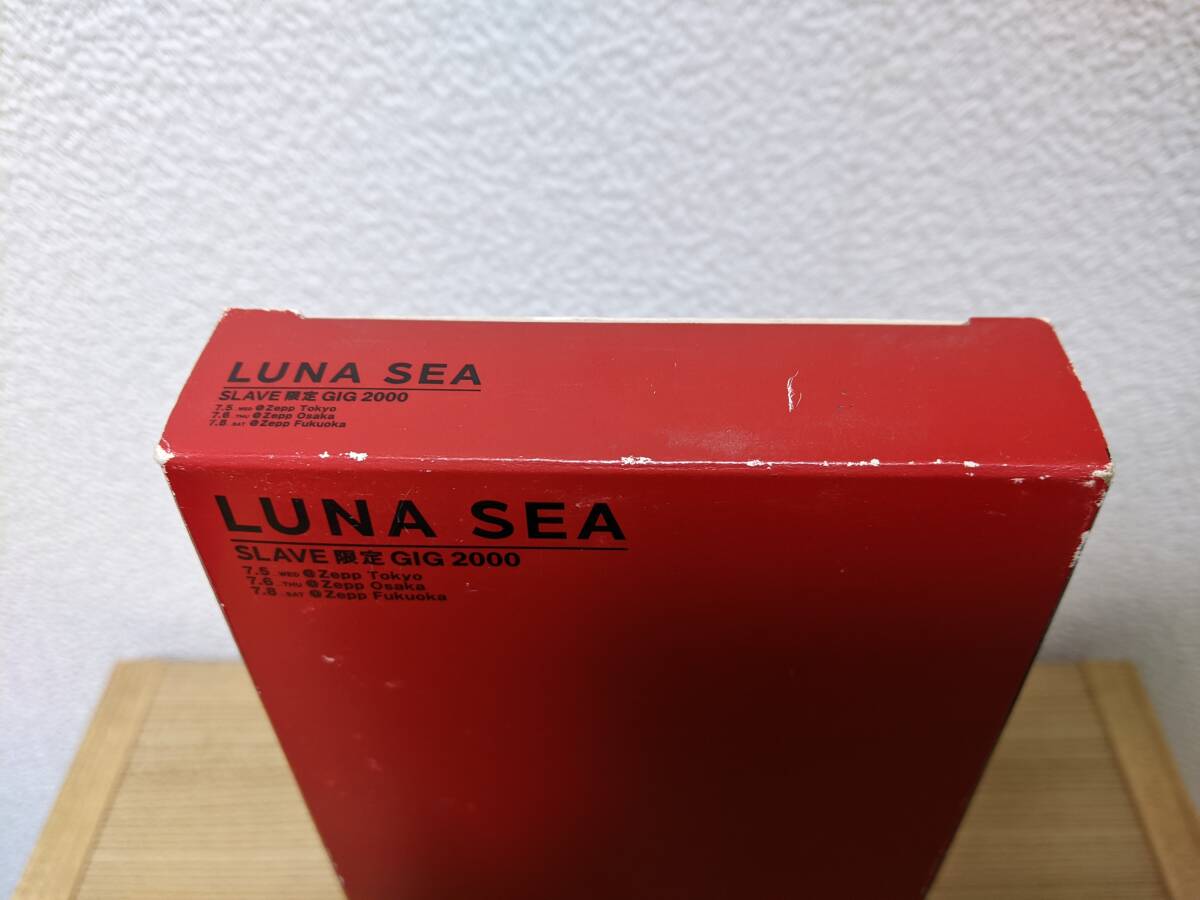 LUNA SEA
SLAVE 限定 GIG 2000
7.5 WED @Zepp Tokyo
7.6 THU @Zepp Osaka
7.8 SAT @Zepp Fukuoka
LUNA SEA
SLAVE 限定 GIG 2000
7.5 WED @Zepp Tokyo
7.6 THU @Zepp Osaka
7.8 SAT @Zepp Fukuoka